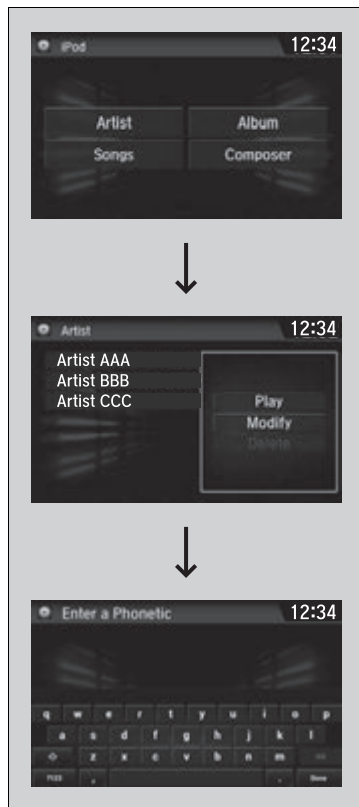 iPod 12:34
Artist Album
Songs Composer
Artist 12:34
Artist AAA
Artist BBB
Artist CCC
Play
Modify
Delete
Enter a Phonetic 12:34
q w e r t y u i o p
a s d f g h j k l
z x c v b n m
?123 , . Done